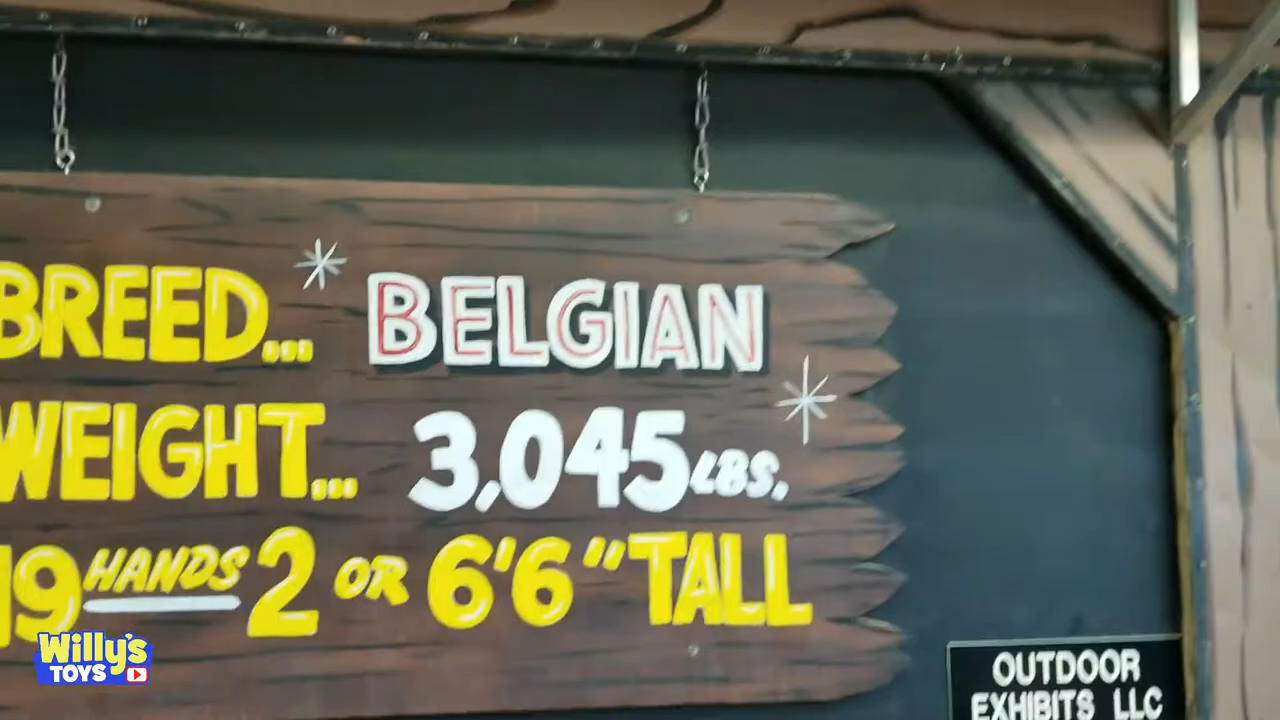 BREED... BELGIAN
WEIGHT... 3,045 LBS.
19 HANDS 2 OR 6'6" TALL
Willy's
TOYS
OUTDOOR
EXHIBITS LLC